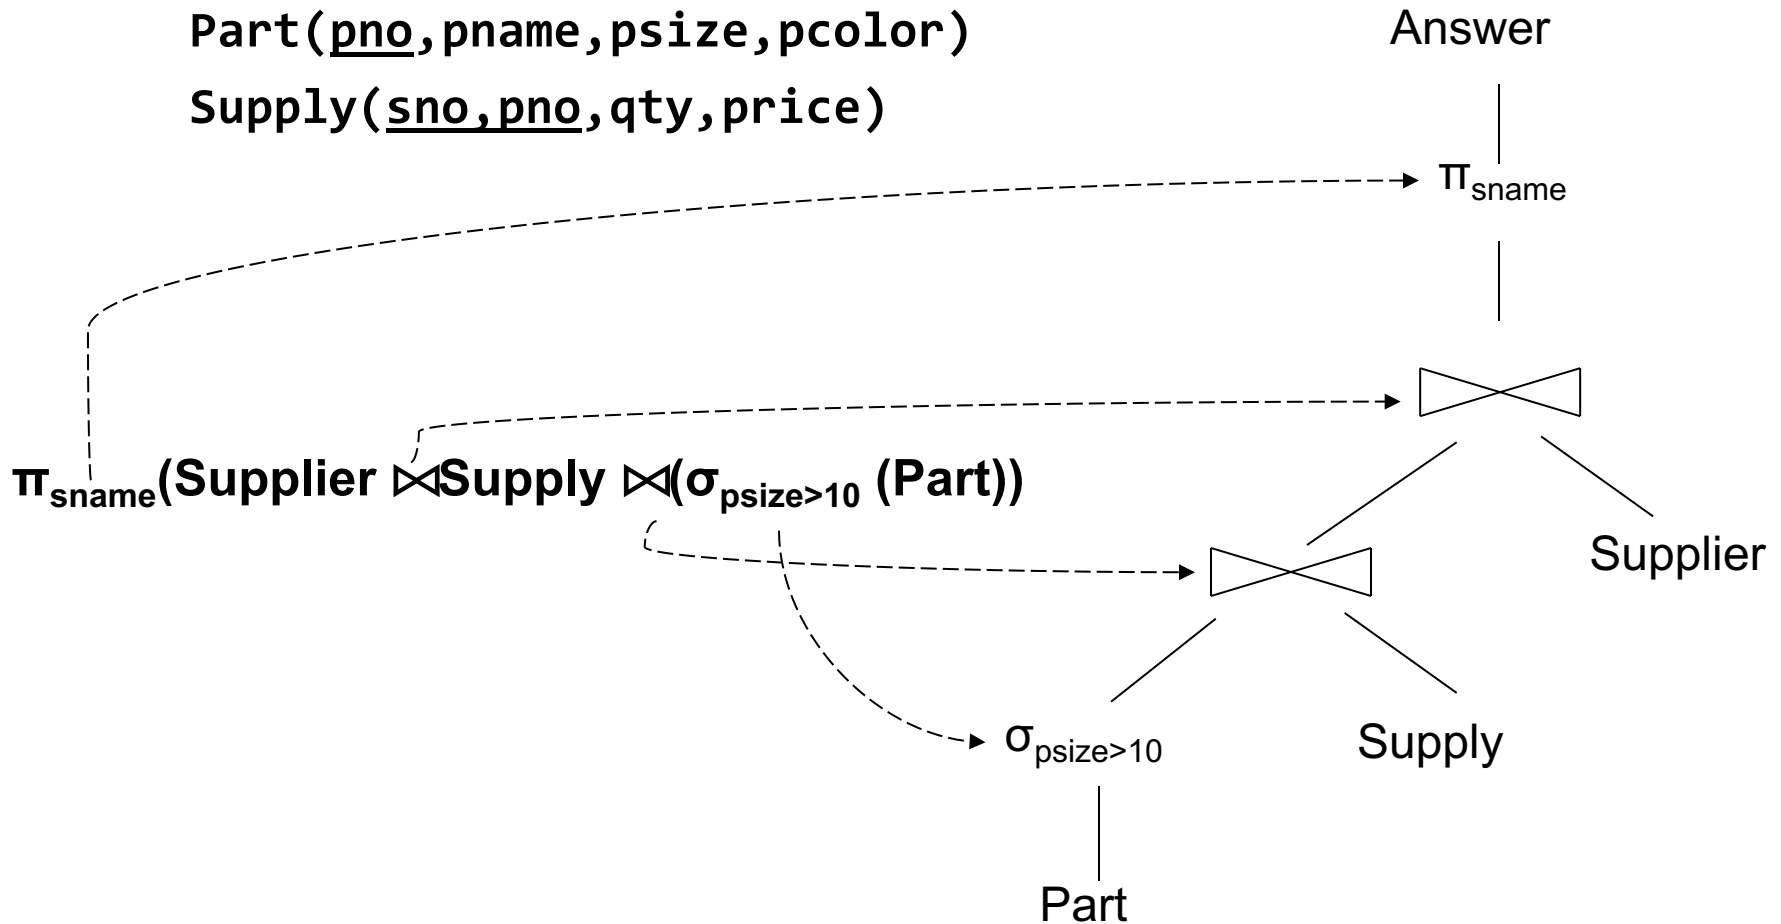 Part(pno,pname,psize,pcolor)
Supply(sno,pno,qty,price)
Answer
πsname
πsname(Supplier ⋈Supply ⋈(σpsize>10 (Part))
Supplier
σpsize>10
Supply
Part